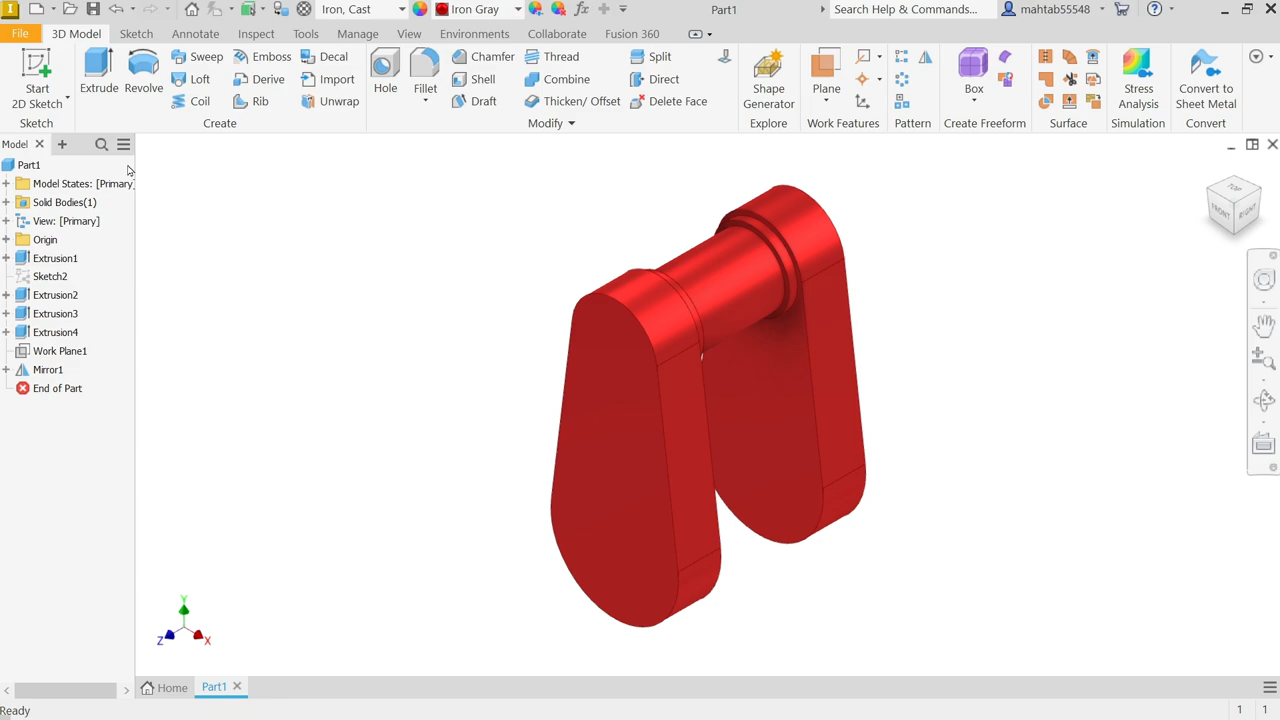 Iron, Cast Iron Gray Part1 Search Help & Commands... mahtab55548
File 3D Model Sketch Annotate Inspect Tools Manage View Environments Collaborate Fusion 360
Start 2D Sketch
Extrude
Revolve
Sweep
Loft
Coil
Emboss
Derive
Rib
Decal
Import
Unwrap
Hole
Fillet
Chamfer
Shell
Draft
Thread
Combine
Thicken/ Offset
Split
Direct
Delete Face
Shape Generator
Plane
Box
Stress Analysis
Convert to Sheet Metal
Sketch Create Modify Explore Work Features Pattern Create Freeform Surface Simulation Convert
Model
Part1
Model States: [Primary]
Solid Bodies(1)
View: [Primary]
Origin
Extrusion1
Sketch2
Extrusion2
Extrusion3
Extrusion4
Work Plane1
Mirror1
End of Part
TOP
FRONT RIGHT
Y
Z X
Home Part1
Ready 1 1